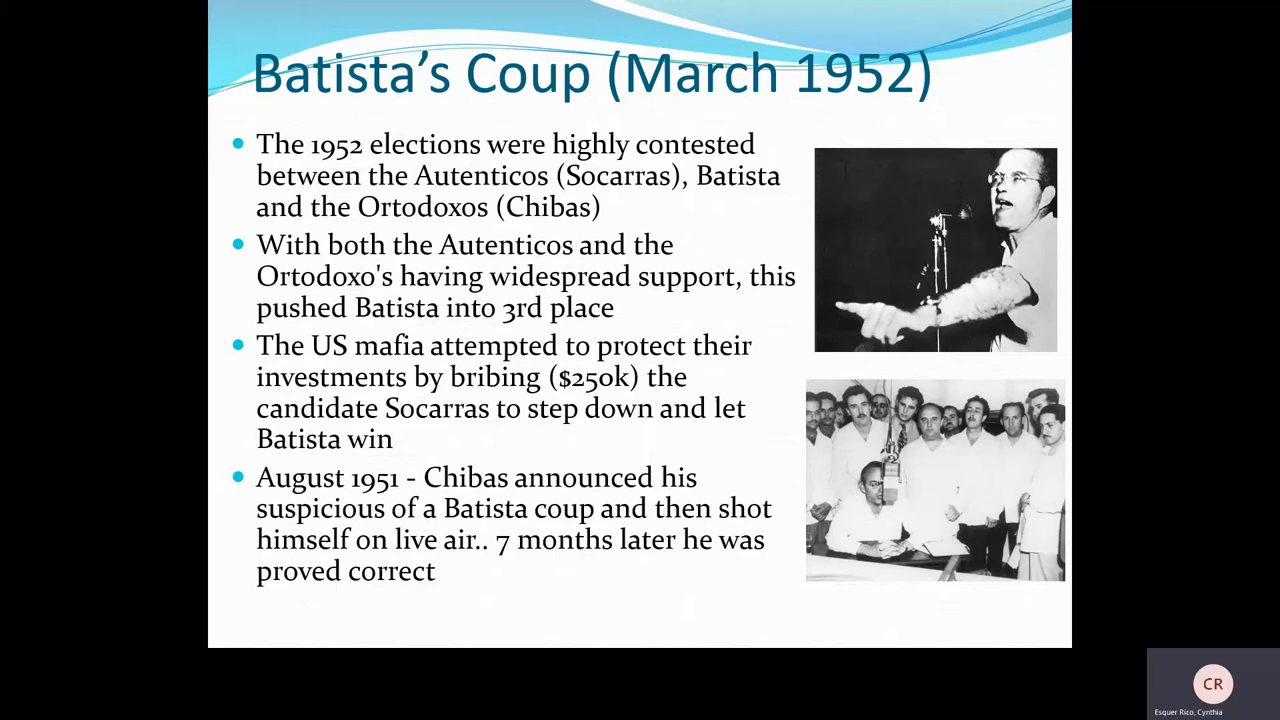 Batista’s Coup (March 1952)
• The 1952 elections were highly contested
between the Autenticos (Socarras), Batista
and the Ortodoxos (Chibas)
• With both the Autenticos and the
Ortodoxo's having widespread support, this
pushed Batista into 3rd place
• The US mafia attempted to protect their
investments by bribing ($250k) the
candidate Socarras to step down and let
Batista win
• August 1951 - Chibas announced his
suspicious of a Batista coup and then shot
himself on live air.. 7 months later he was
proved correct
CR
Esquer Rico, Cynthia